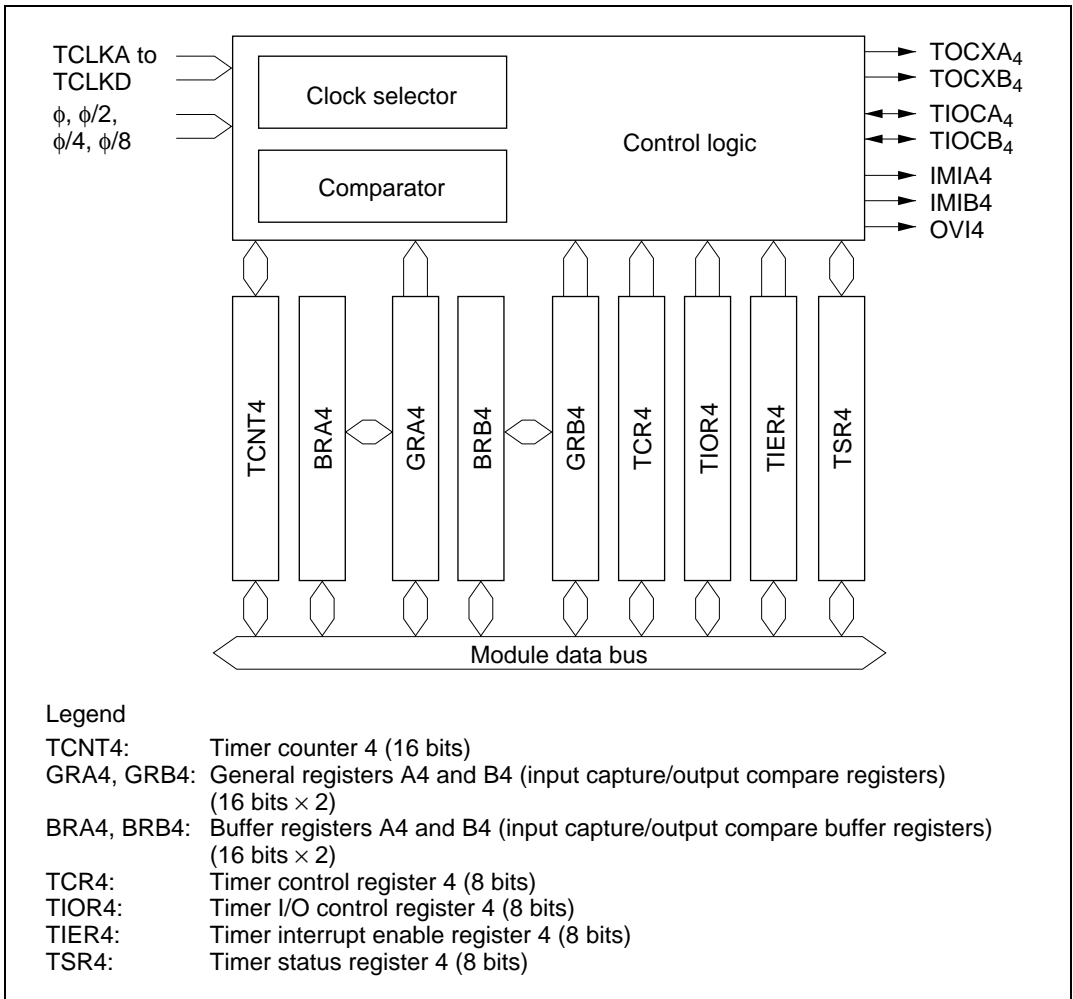 TCLKA to
TCLKD
ϕ, ϕ/2,
ϕ/4, ϕ/8
Clock selector
Comparator
Control logic
TOCXA4
TOCXB4
TIOCA4
TIOCB4
IMIA4
IMIB4
OVI4
TCNT4
BRA4
GRA4
BRB4
GRB4
TCR4
TIOR4
TIER4
TSR4
Module data bus
Legend
TCNT4: Timer counter 4 (16 bits)
GRA4, GRB4: General registers A4 and B4 (input capture/output compare registers)
(16 bits × 2)
BRA4, BRB4: Buffer registers A4 and B4 (input capture/output compare buffer registers)
(16 bits × 2)
TCR4: Timer control register 4 (8 bits)
TIOR4: Timer I/O control register 4 (8 bits)
TIER4: Timer interrupt enable register 4 (8 bits)
TSR4: Timer status register 4 (8 bits)